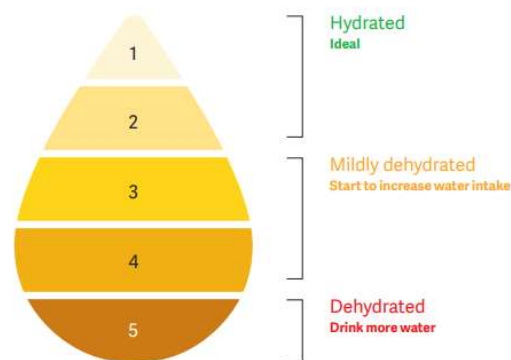 1
Hydrated
Ideal
2
3
Mildly dehydrated
Start to increase water intake
4
5
Dehydrated
Drink more water